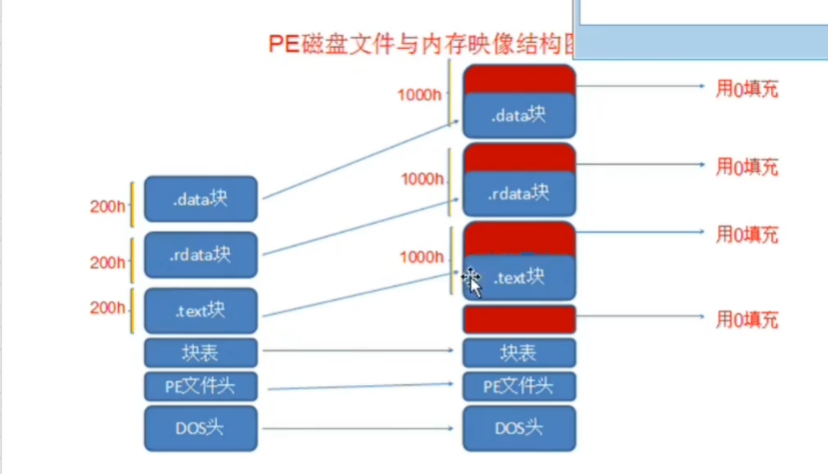 PE磁盘文件与内存映像结构
1000h
用0填充
.data块
1000h
用0填充
200h
.data块
.rdata块
1000h
用0填充
200h
.rdata块
.text块
200h
.text块
用0填充
块表
块表
PE文件头
PE文件头
DOS头
DOS头